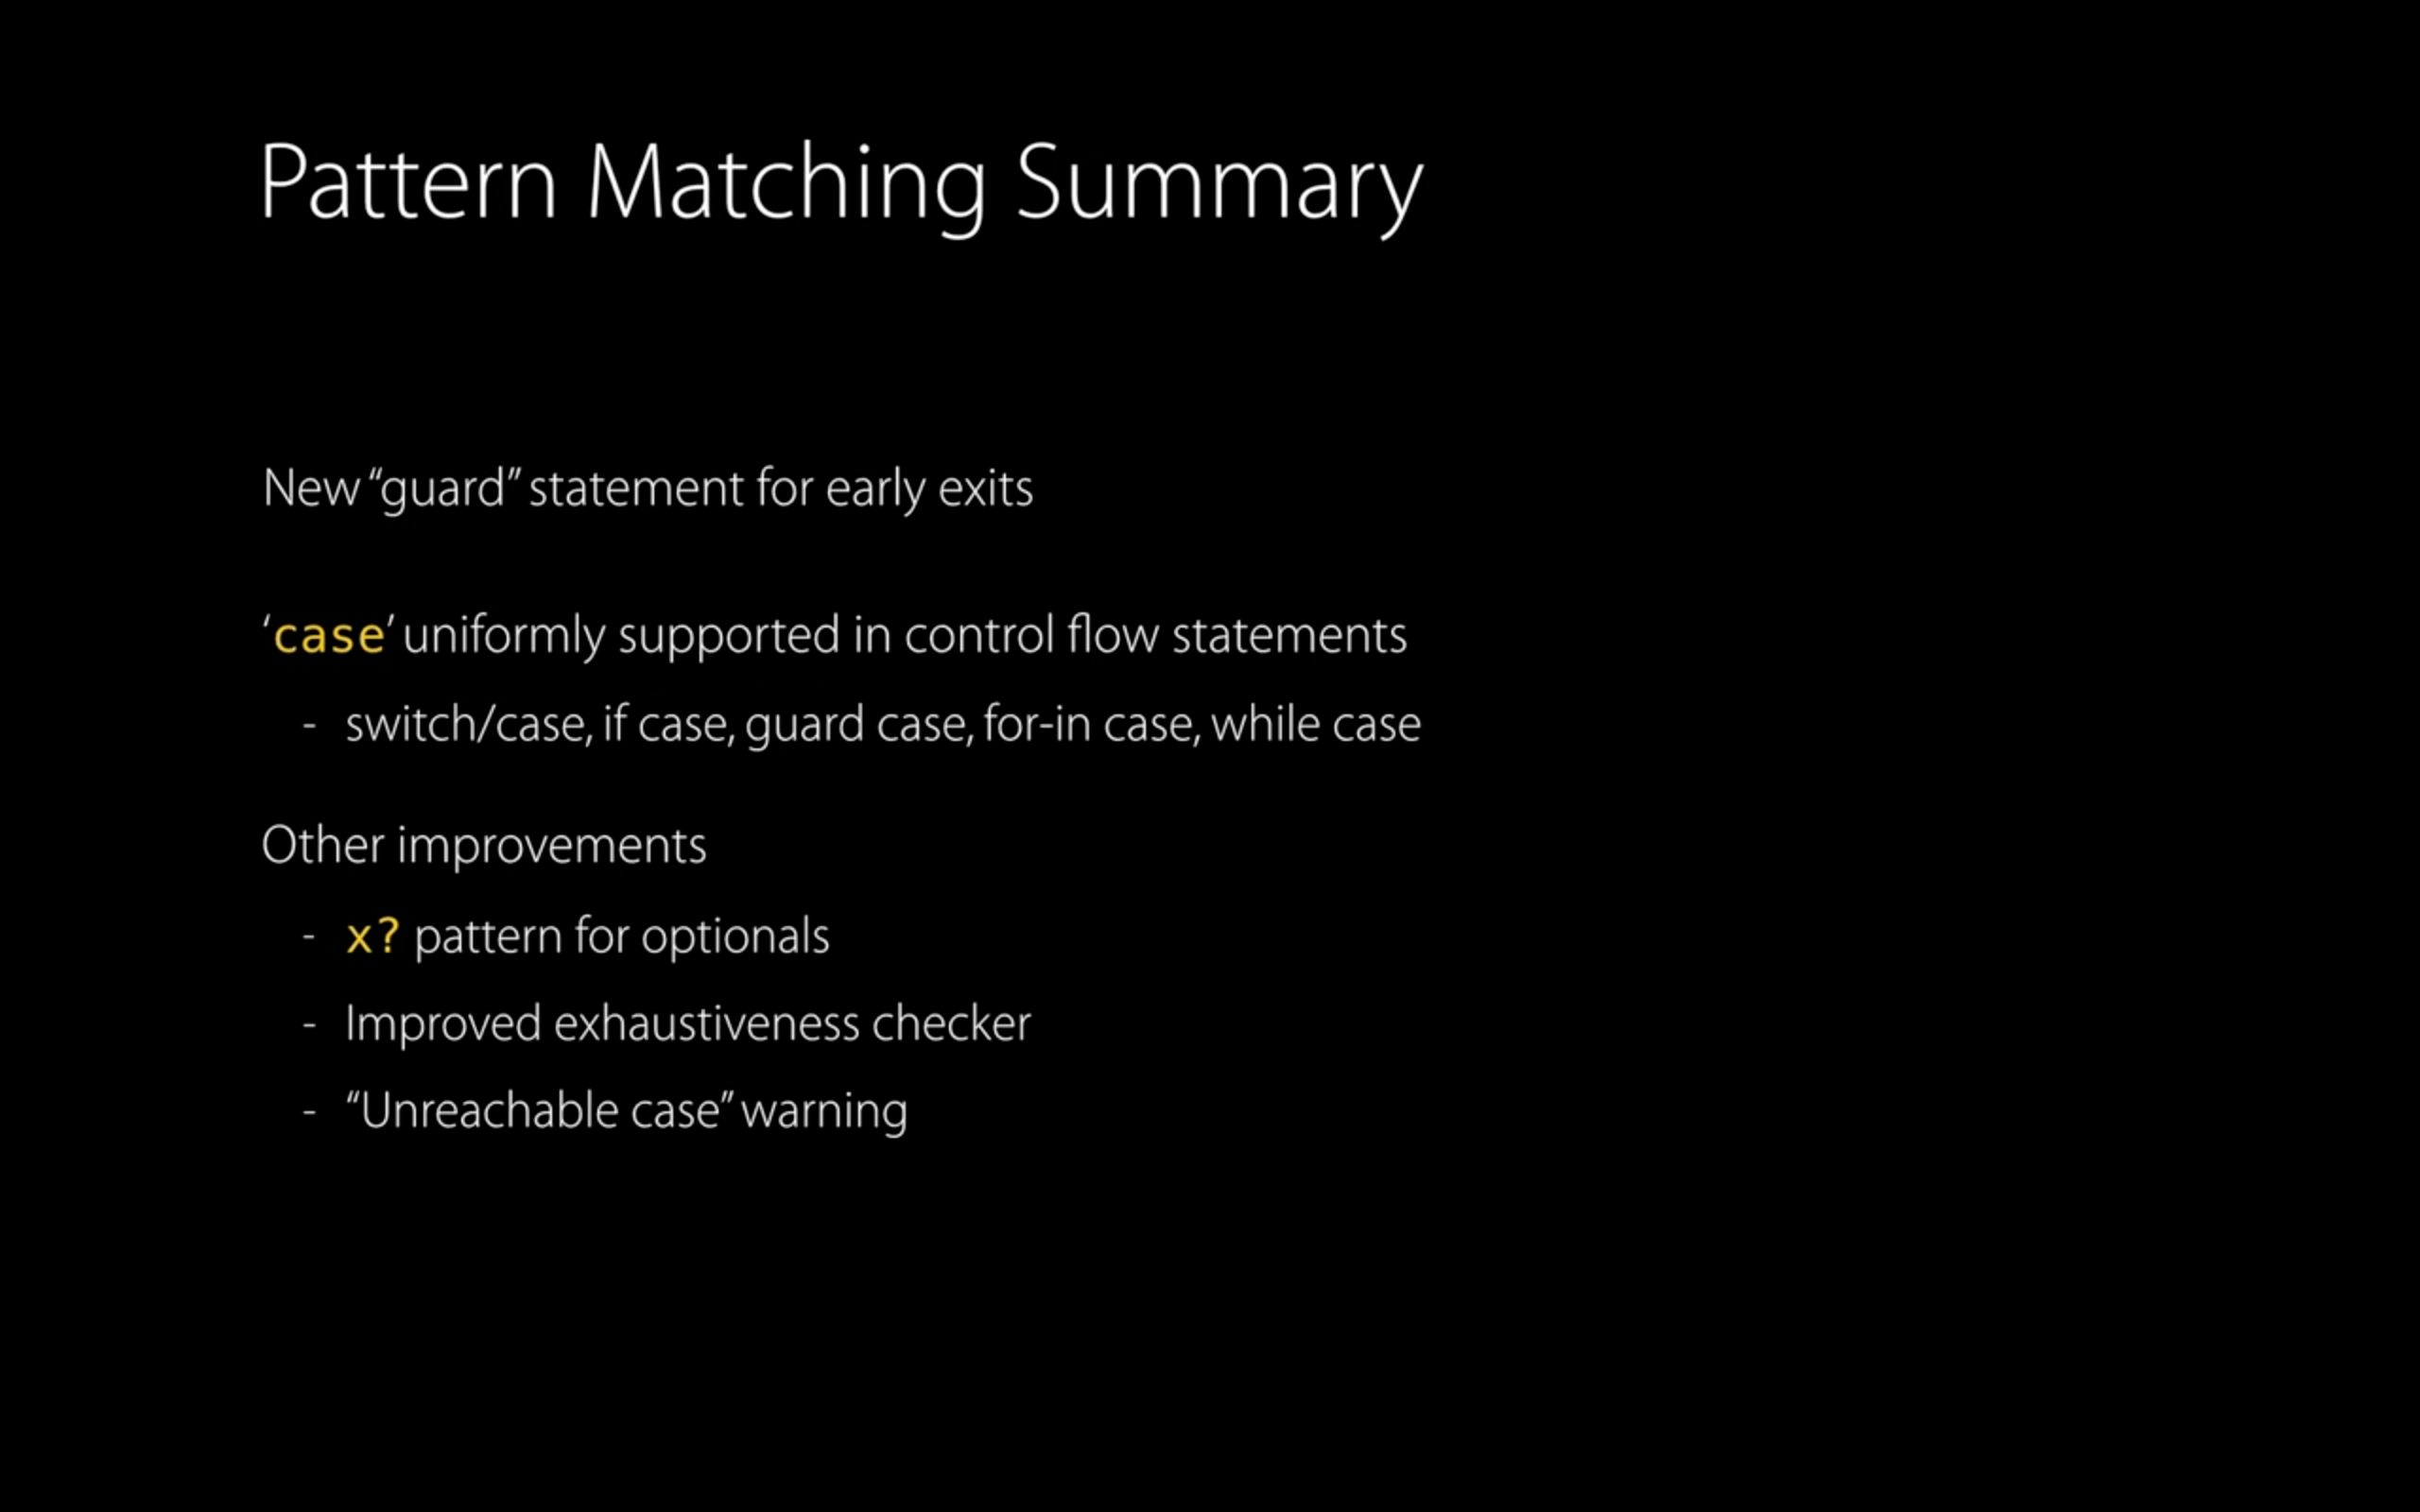 Pattern Matching Summary
New “guard” statement for early exits
‘case’ uniformly supported in control flow statements
- switch/case, if case, guard case, for-in case, while case
Other improvements
- x? pattern for optionals
- Improved exhaustiveness checker
- “Unreachable case” warning